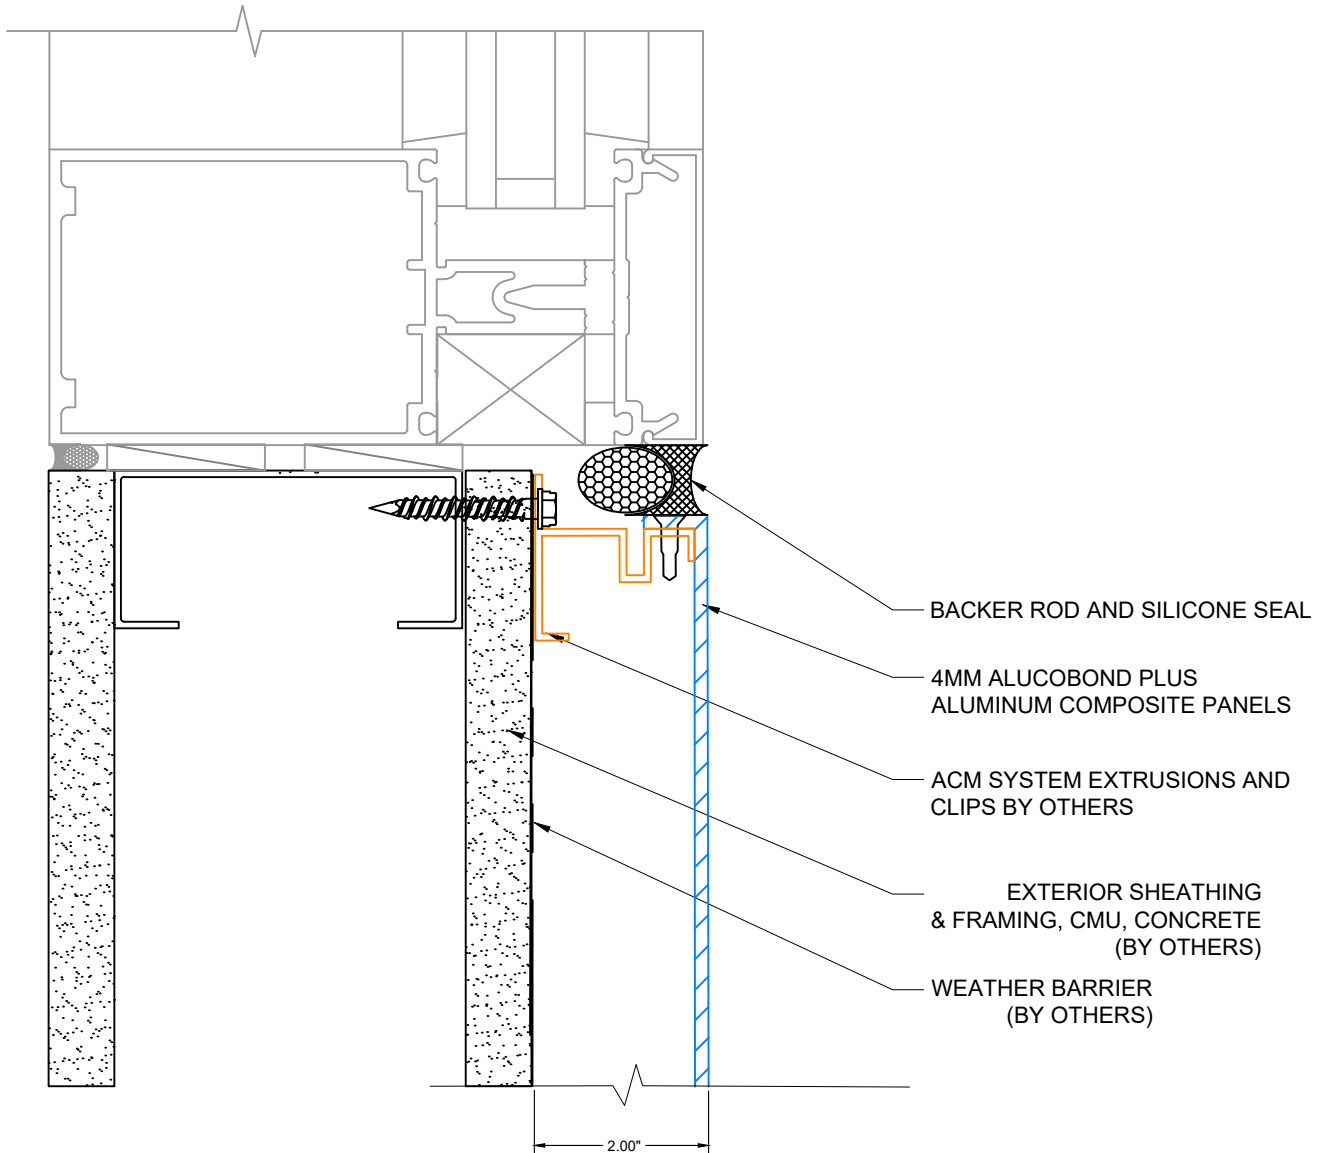 BACKER ROD AND SILICONE SEAL
4MM ALUCOBOND PLUS
ALUMINUM COMPOSITE PANELS
ACM SYSTEM EXTRUSIONS AND
CLIPS BY OTHERS
EXTERIOR SHEATHING
& FRAMING, CMU, CONCRETE
(BY OTHERS)
WEATHER BARRIER
(BY OTHERS)
2.00"